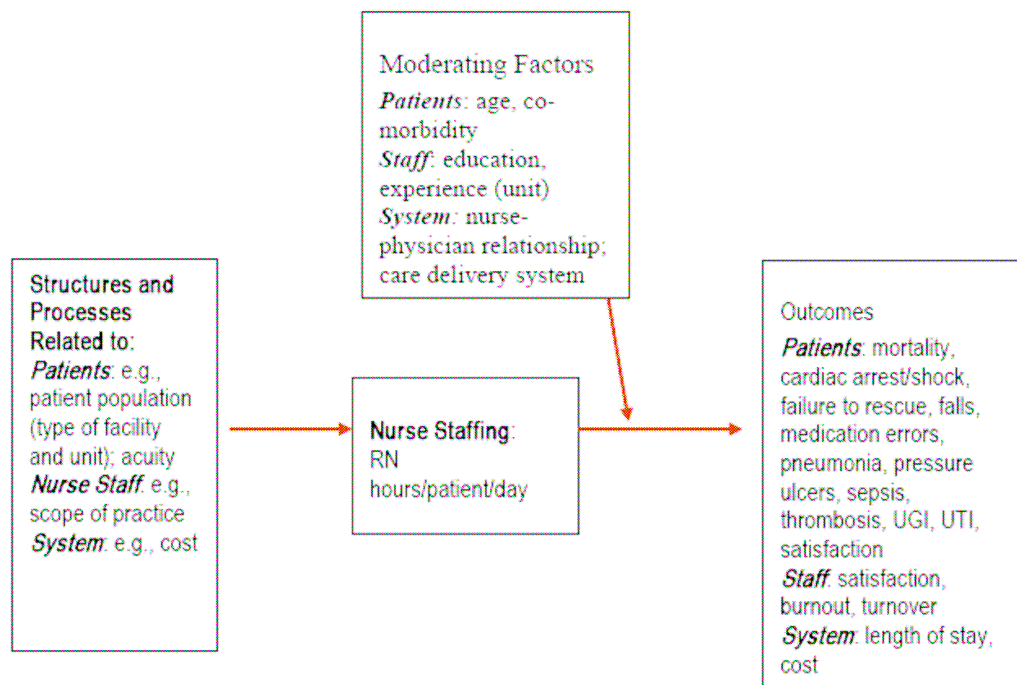 Moderating Factors
Patients: age, co-
morbidity
Staff: education,
experience (unit)
System: nurse-
physician relationship;
care delivery system
Structures and
Processes
Related to:
Patients: e.g.,
patient population
(type of facility
and unit); acuity
Nurse Staff: e.g.,
scope of practice
System: e.g., cost
Nurse Staffing:
RN
hours/patient/day
Outcomes
Patients: mortality,
cardiac arrest/shock,
failure to rescue, falls,
medication errors,
pneumonia, pressure
ulcers, sepsis,
thrombosis, UGI, UTI,
satisfaction
Staff: satisfaction,
burnout, turnover
System: length of stay,
cost